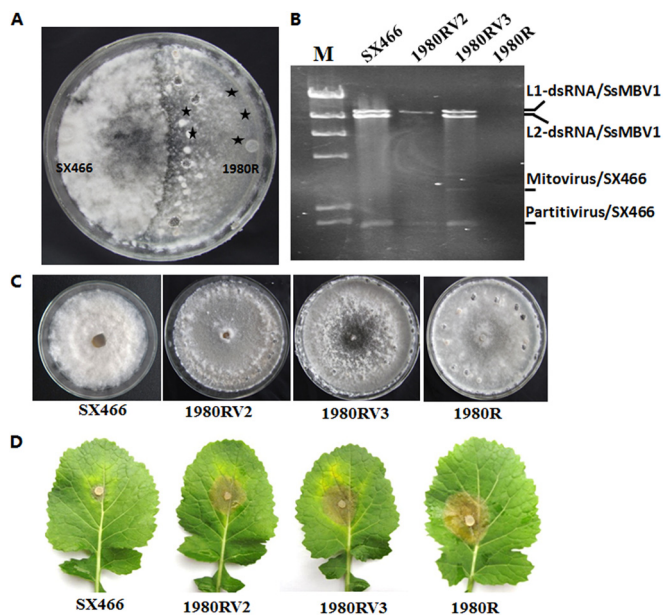 A
SX466
1980R
B
M
SX466
1980RV2
1980RV3
1980R
L1-dsRNA/SsMBV1
L2-dsRNA/SsMBV1
Mitovirus/SX466
Partitivirus/SX466
C
SX466
1980RV2
1980RV3
1980R
D
SX466
1980RV2
1980RV3
1980R